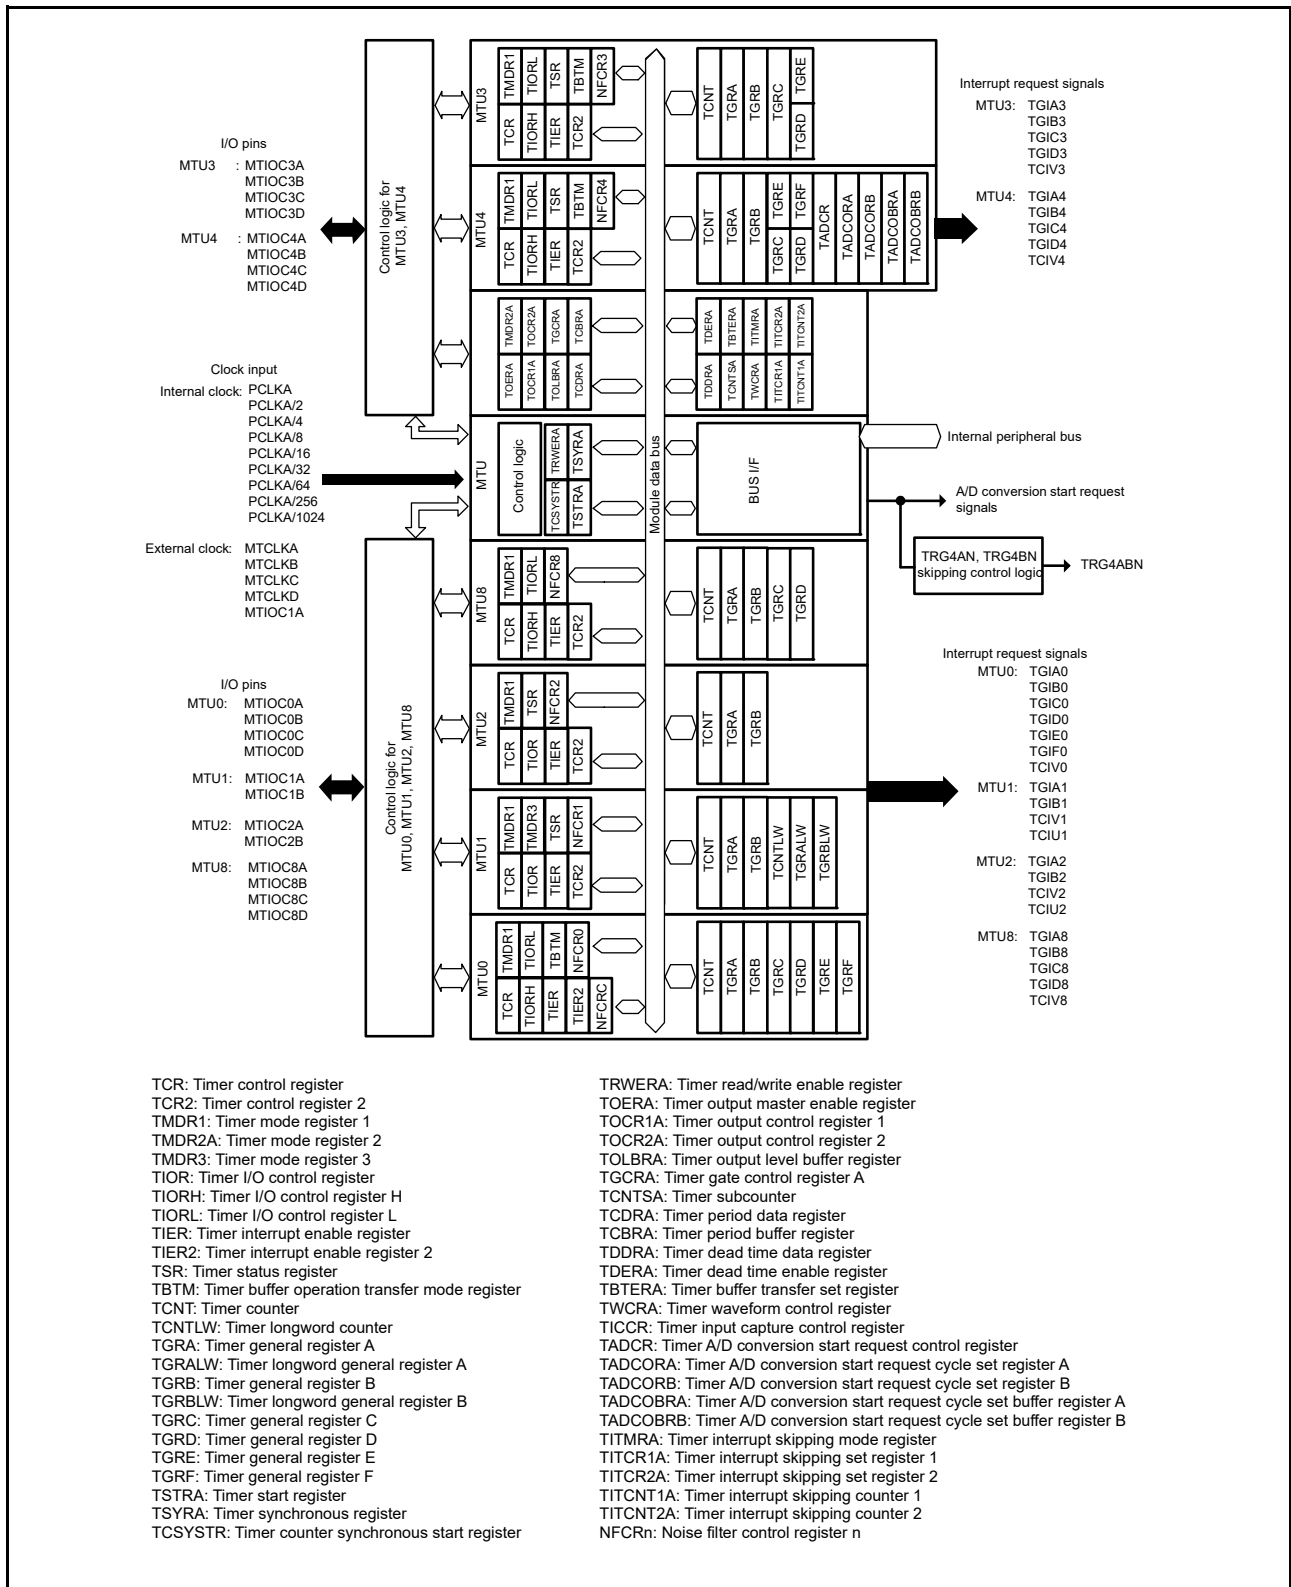 I/O pins
MTU3 : MTIOC3A
MTIOC3B
MTIOC3C
MTIOC3D
MTU4 : MTIOC4A
MTIOC4B
MTIOC4C
MTIOC4D
Clock input
Internal clock: PCLKA
PCLKA/2
PCLKA/4
PCLKA/8
PCLKA/16
PCLKA/32
PCLKA/64
PCLKA/256
PCLKA/1024
External clock: MTCLKA
MTCLKB
MTCLKC
MTCLKD
MTIOC1A
I/O pins
MTU0: MTIOC0A
MTIOC0B
MTIOC0C
MTIOC0D
MTU1: MTIOC1A
MTIOC1B
MTU2: MTIOC2A
MTIOC2B
MTU8: MTIOC8A
MTIOC8B
MTIOC8C
MTIOC8D
Control logic for
MTU3, MTU4
Control logic for
MTU0, MTU1, MTU2, MTU8
MTU3
TMDR1
TIORL
TSR
TBTM
NFCR3
TCR
TIORH
TIER
TCR2
TCNT
TGRA
TGRB
TGRC
TGRE
TGRD
MTU4
TMDR1
TIORL
TSR
TBTM
NFCR4
TCR
TIORH
TIER
TCR2
TCNT
TGRA
TGRB
TGRE
TGRF
TGRC
TGRD
TADCR
TADCORA
TADCORB
TADCOBRA
TADCOBRB
TMDR2A
TOCR2A
TGCRA
TCBRA
TOERA
TOCR1A
TOLBRA
TCDRA
TDERA
TBTERA
TITMRA
TITCR2A
TITCNT2A
TDDRA
TCNTSA
TWCRA
TITCR1A
TITCNT1A
MTU
Control logic
TRWERA
TSYRA
TCSYSTR
TSTRA
Module data bus
BUS I/F
MTU8
TMDR1
TIORL
NFCR8
TCR
TIORH
TIER
TCR2
TCNT
TGRA
TGRB
TGRC
TGRD
MTU2
TMDR1
TSR
NFCR2
TCR
TIOR
TIER
TCR2
TCNT
TGRA
TGRB
MTU1
TMDR1
TMDR3
TSR
NFCR1
TCR
TIOR
TIER
TCR2
TCNT
TGRA
TGRB
TCNTLW
TGRALW
TGRBLW
MTU0
TMDR1
TIORL
TBTM
NFCR0
TCR
TIORH
TIER
TIER2
NFCRC
TCNT
TGRA
TGRB
TGRC
TGRD
TGRE
TGRF
Interrupt request signals
MTU3: TGIA3
TGIB3
TGIC3
TGID3
TCIV3
MTU4: TGIA4
TGIB4
TGIC4
TGID4
TCIV4
Internal peripheral bus
A/D conversion start request
signals
TRG4AN, TRG4BN
skipping control logic
TRG4ABN
Interrupt request signals
MTU0: TGIA0
TGIB0
TGIC0
TGID0
TGIE0
TGIF0
TCIV0
MTU1: TGIA1
TGIB1
TCIV1
TCIU1
MTU2: TGIA2
TGIB2
TCIV2
TCIU2
MTU8: TGIA8
TGIB8
TGIC8
TGID8
TCIV8
TCR: Timer control register
TCR2: Timer control register 2
TMDR1: Timer mode register 1
TMDR2A: Timer mode register 2
TMDR3: Timer mode register 3
TIOR: Timer I/O control register
TIORH: Timer I/O control register H
TIORL: Timer I/O control register L
TIER: Timer interrupt enable register
TIER2: Timer interrupt enable register 2
TSR: Timer status register
TBTM: Timer buffer operation transfer mode register
TCNT: Timer counter
TCNTLW: Timer longword counter
TGRA: Timer general register A
TGRALW: Timer longword general register A
TGRB: Timer general register B
TGRBLW: Timer longword general register B
TGRC: Timer general register C
TGRD: Timer general register D
TGRE: Timer general register E
TGRF: Timer general register F
TSTRA: Timer start register
TSYRA: Timer synchronous register
TCSYSTR: Timer counter synchronous start register
TRWERA: Timer read/write enable register
TOERA: Timer output master enable register
TOCR1A: Timer output control register 1
TOCR2A: Timer output control register 2
TOLBRA: Timer output level buffer register
TGCRA: Timer gate control register A
TCNTSA: Timer subcounter
TCDRA: Timer period data register
TCBRA: Timer period buffer register
TDDRA: Timer dead time data register
TDERA: Timer dead time enable register
TBTERA: Timer buffer transfer set register
TWCRA: Timer waveform control register
TICCR: Timer input capture control register
TADCR: Timer A/D conversion start request control register
TADCORA: Timer A/D conversion start request cycle set register A
TADCORB: Timer A/D conversion start request cycle set register B
TADCOBRA: Timer A/D conversion start request cycle set buffer register A
TADCOBRB: Timer A/D conversion start request cycle set buffer register B
TITMRA: Timer interrupt skipping mode register
TITCR1A: Timer interrupt skipping set register 1
TITCR2A: Timer interrupt skipping set register 2
TITCNT1A: Timer interrupt skipping counter 1
TITCNT2A: Timer interrupt skipping counter 2
NFCRn: Noise filter control register n